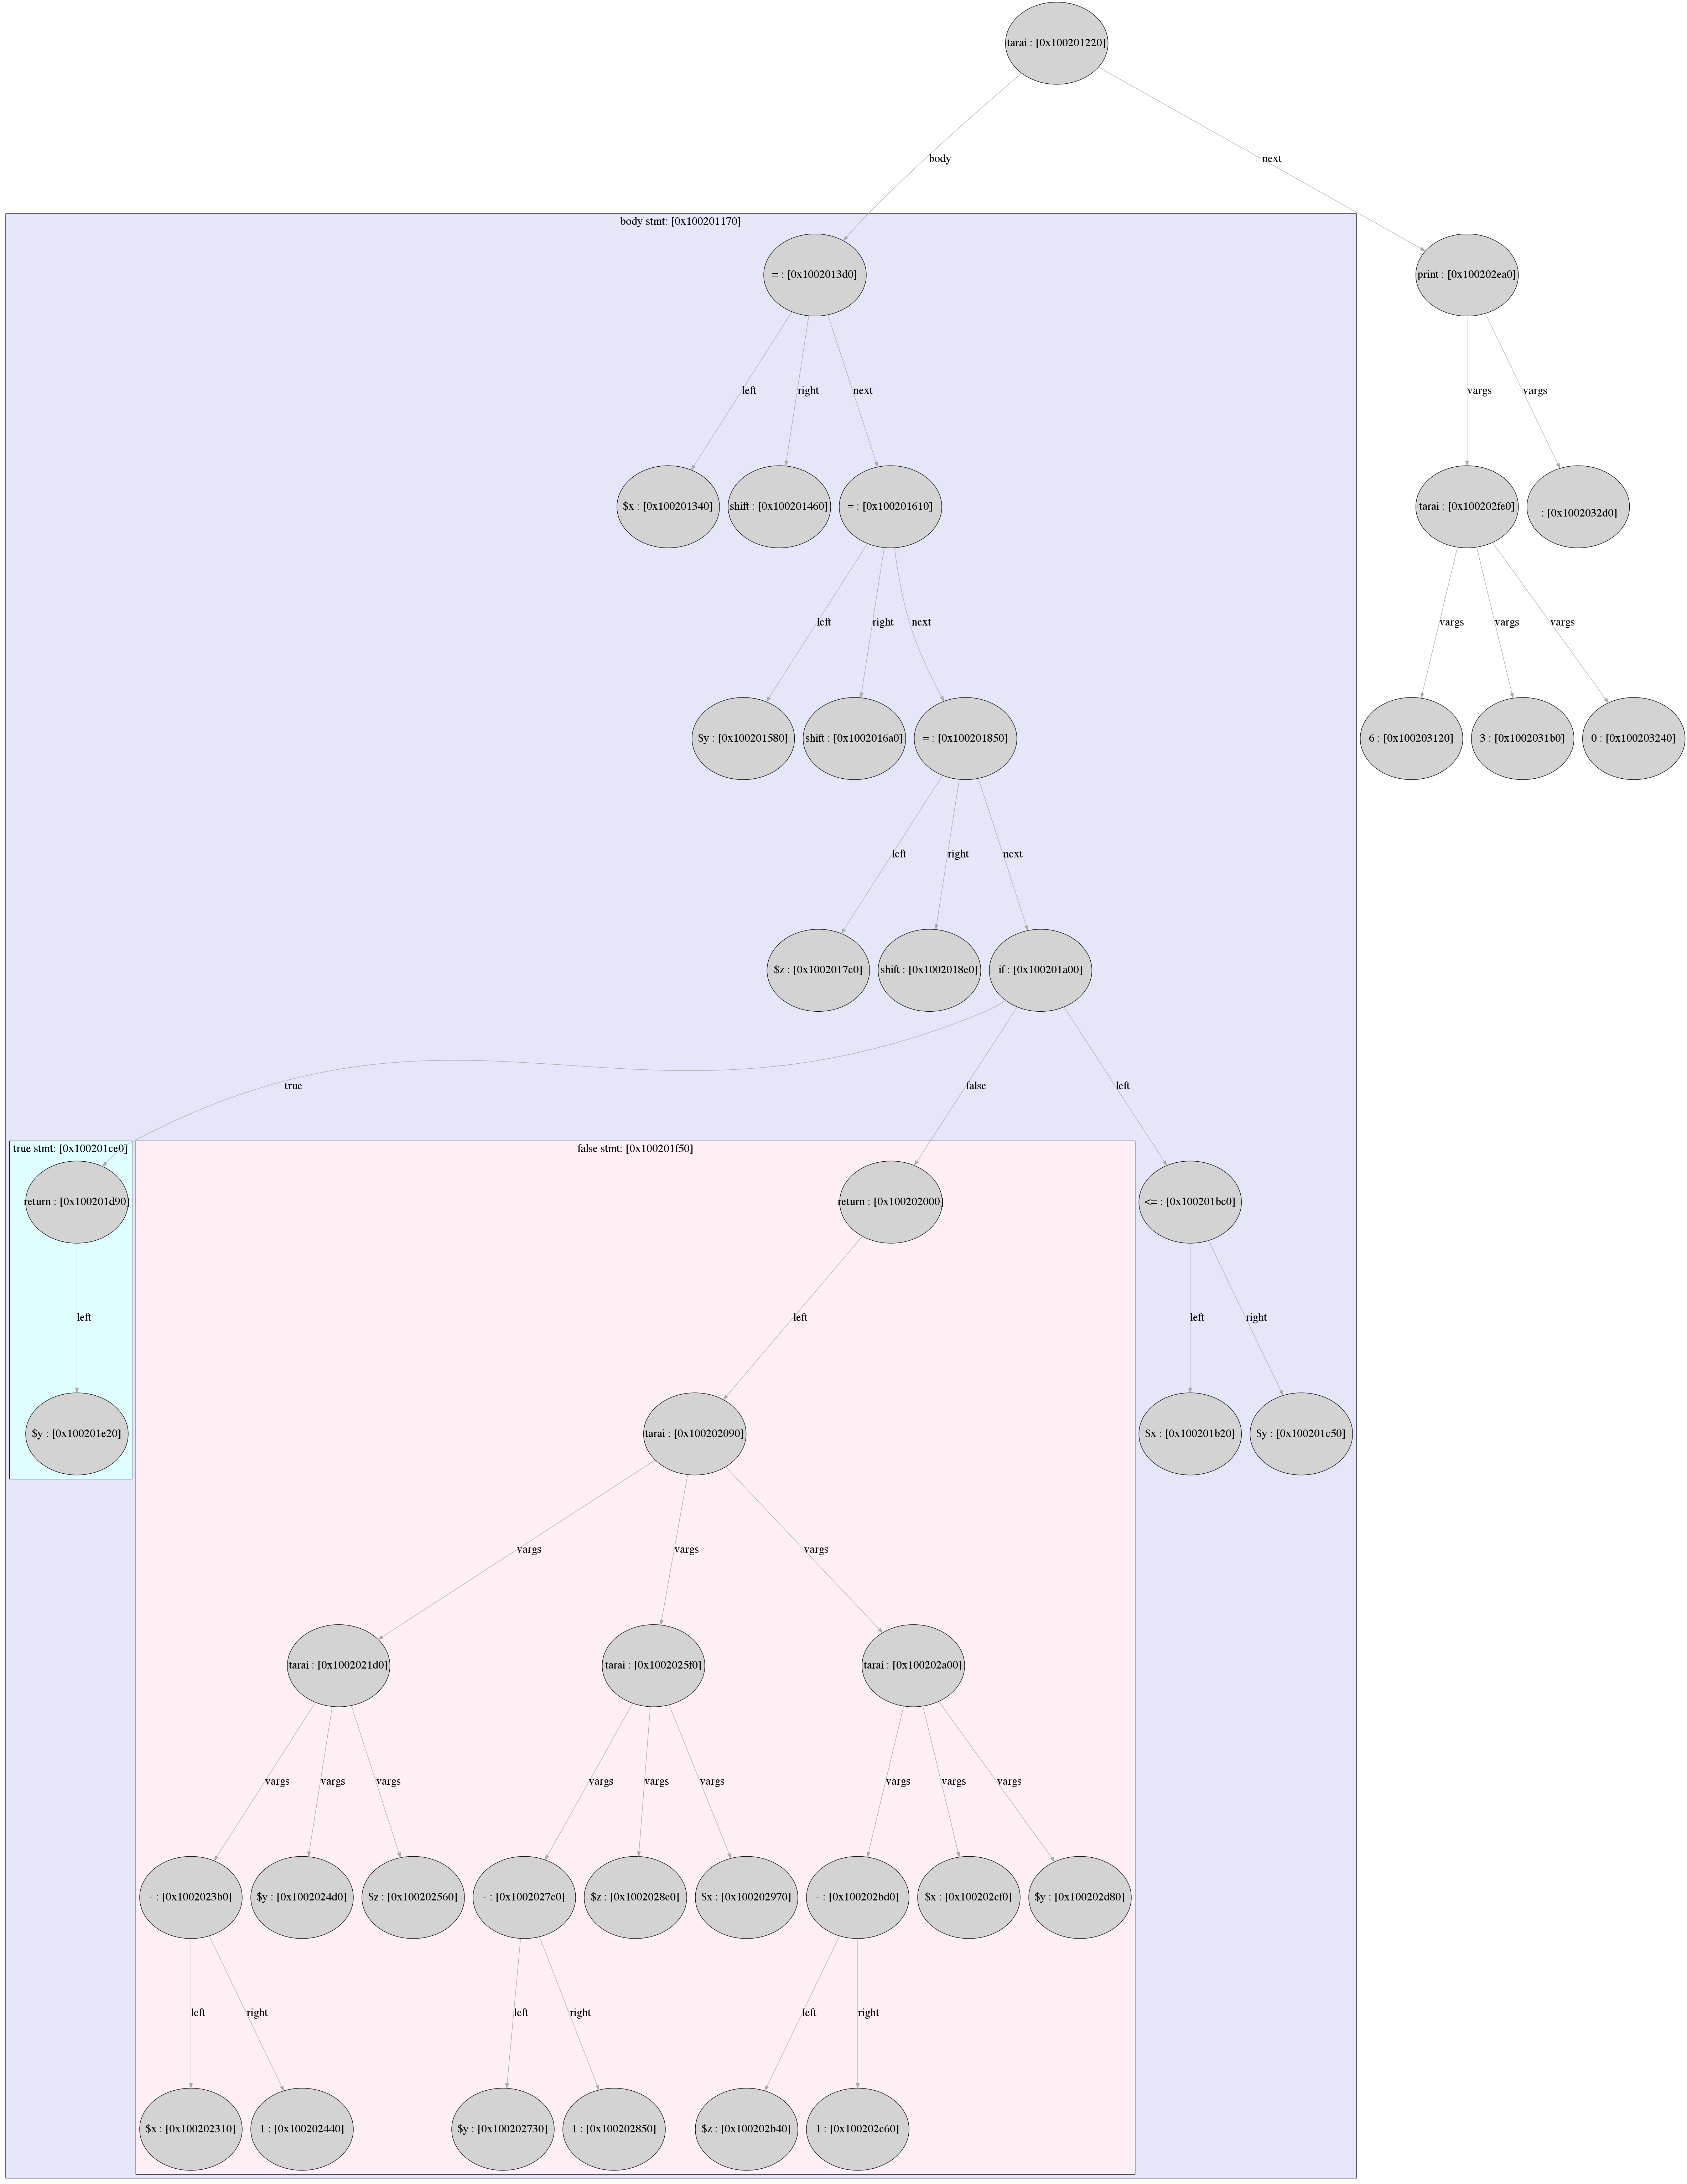 tarai : [0x100201220]
body
next
body stmt: [0x100201170]
= : [0x1002013d0]
print : [0x100202ea0]
left
right
next
vargs
vargs
$x : [0x100201340]
shift : [0x100201460]
= : [0x100201610]
tarai : [0x100202fe0]
: [0x1002032d0]
left
right
next
vargs
vargs
vargs
$y : [0x100201580]
shift : [0x1002016a0]
= : [0x100201850]
6 : [0x100203120]
3 : [0x1002031b0]
0 : [0x100203240]
left
right
next
$z : [0x1002017c0]
shift : [0x1002018e0]
if : [0x100201a00]
true
false
left
true stmt: [0x100201ce0]
false stmt: [0x100201f50]
return : [0x100201d90]
return : [0x100202000]
<= : [0x100201bc0]
left
left
left
right
$y : [0x100201e20]
tarai : [0x100202090]
$x : [0x100201b20]
$y : [0x100201c50]
vargs
vargs
vargs
tarai : [0x1002021d0]
tarai : [0x1002025f0]
tarai : [0x100202a00]
vargs
vargs
vargs
vargs
vargs
vargs
vargs
vargs
vargs
- : [0x1002023b0]
$y : [0x1002024d0]
$z : [0x100202560]
- : [0x1002027c0]
$z : [0x1002028e0]
$x : [0x100202970]
- : [0x100202bd0]
$x : [0x100202cf0]
$y : [0x100202d80]
left
right
left
right
left
right
$x : [0x100202310]
1 : [0x100202440]
$y : [0x100202730]
1 : [0x100202850]
$z : [0x100202b40]
1 : [0x100202c60]